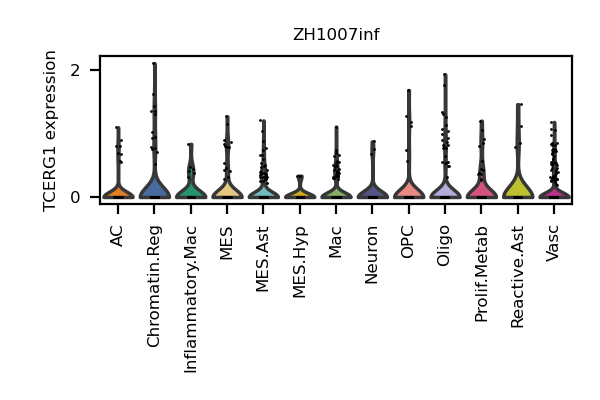 ZH1007inf
TCERG1 expression
2
0
AC
Chromatin.Reg
Inflammatory.Mac
MES
MES.Ast
MES.Hyp
Mac
Neuron
OPC
Oligo
Prolif.Metab
Reactive.Ast
Vasc